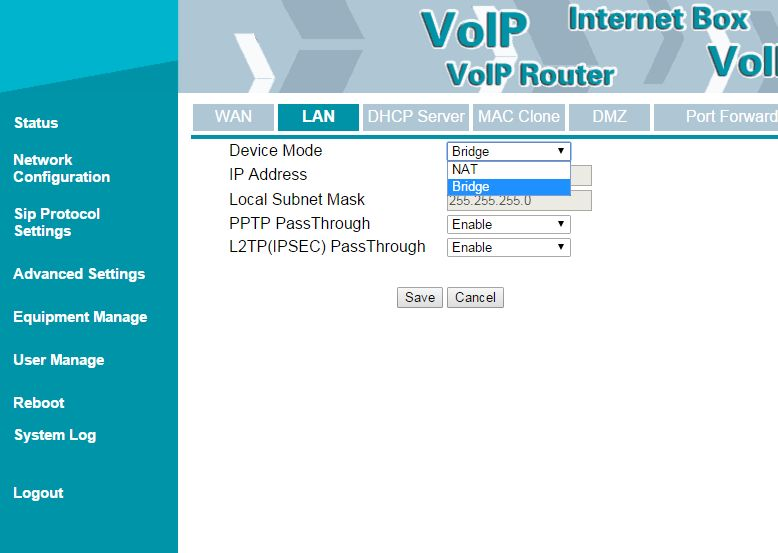 VoIP
Internet Box
VoIP Router
Status
Network
Configuration
Sip Protocol
Settings
Advanced Settings
Equipment Manage
User Manage
Reboot
System Log
Logout
WAN LAN DHCP Server MAC Clone DMZ Port Forward
Device Mode Bridge
NAT
Bridge
IP Address
Local Subnet Mask 255.255.255.0
PPTP PassThrough Enable
L2TP(IPSEC) PassThrough Enable
Save Cancel